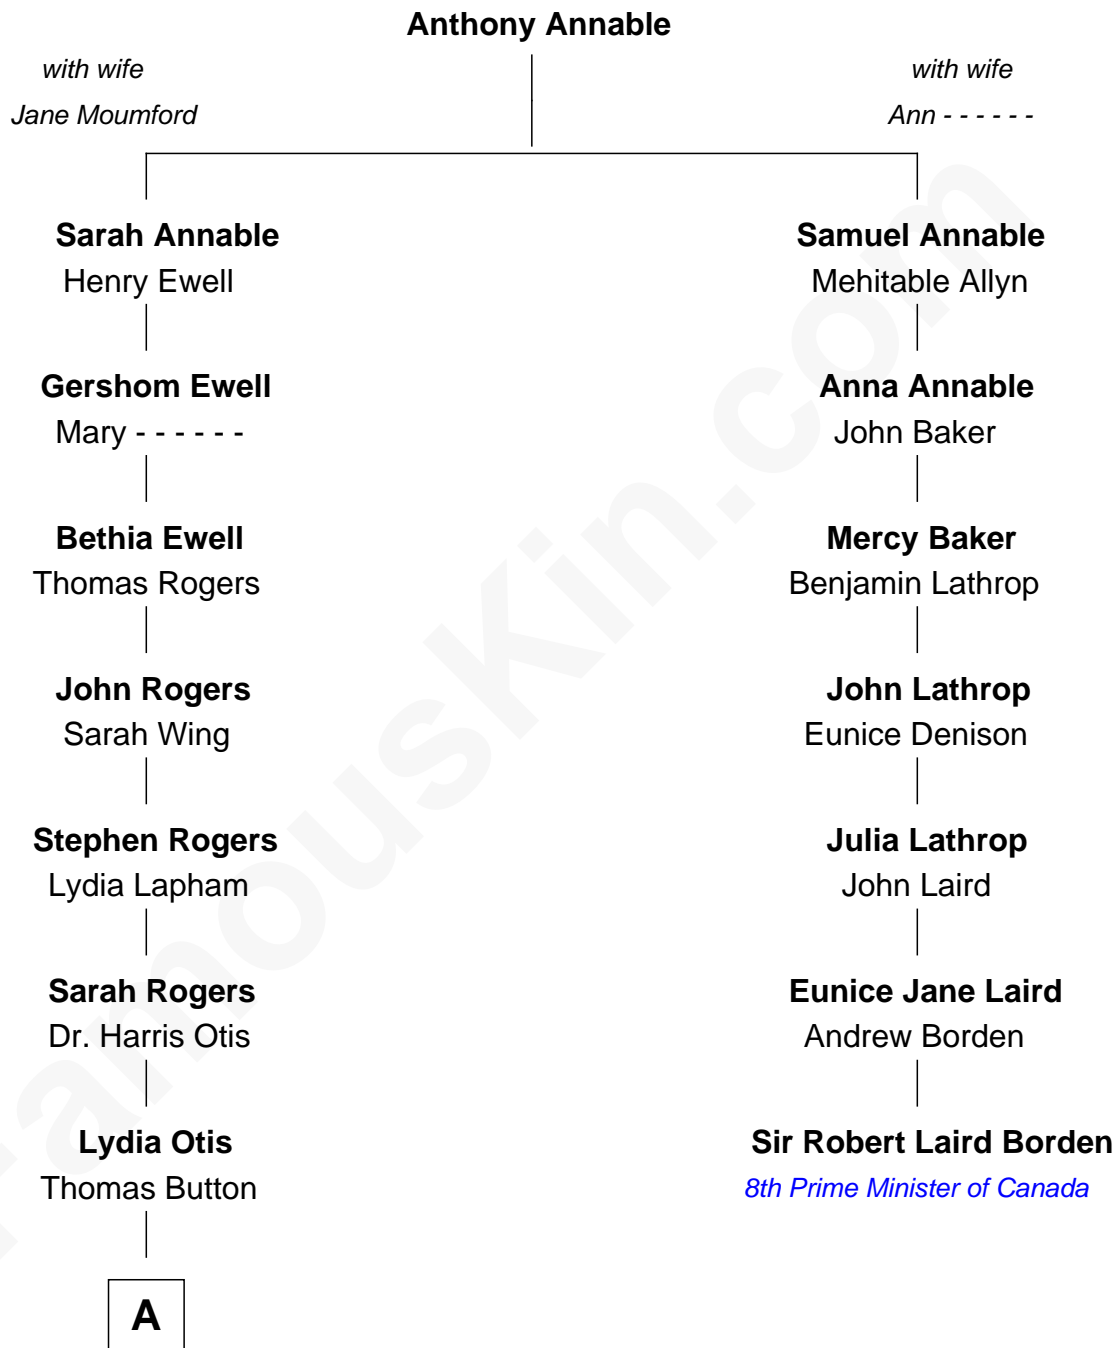 Anthony Annable
with wife
Jane Moumford
with wife
Ann - - - - - -
Sarah Annable
Henry Ewell
Samuel Annable
Mehitable Allyn
Gershom Ewell
Mary - - - - - -
Anna Annable
John Baker
Bethia Ewell
Thomas Rogers
Mercy Baker
Benjamin Lathrop
John Rogers
Sarah Wing
John Lathrop
Eunice Denison
Stephen Rogers
Lydia Lapham
Julia Lathrop
John Laird
Sarah Rogers
Dr. Harris Otis
Eunice Jane Laird
Andrew Borden
Lydia Otis
Thomas Button
Sir Robert Laird Borden
8th Prime Minister of Canada
A
FamousKin.com